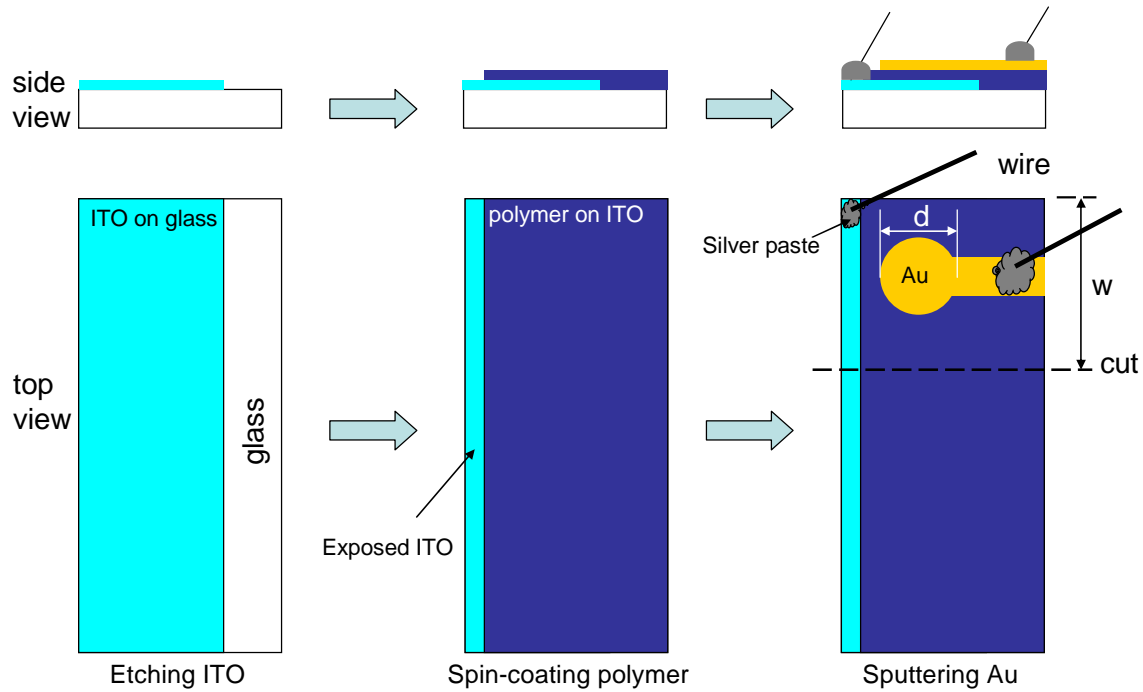 side
view
top
view
ITO on glass
glass
Etching ITO
polymer on ITO
Exposed ITO
Spin-coating polymer
wire
Silver paste
d
Au
w
cut
Sputtering Au